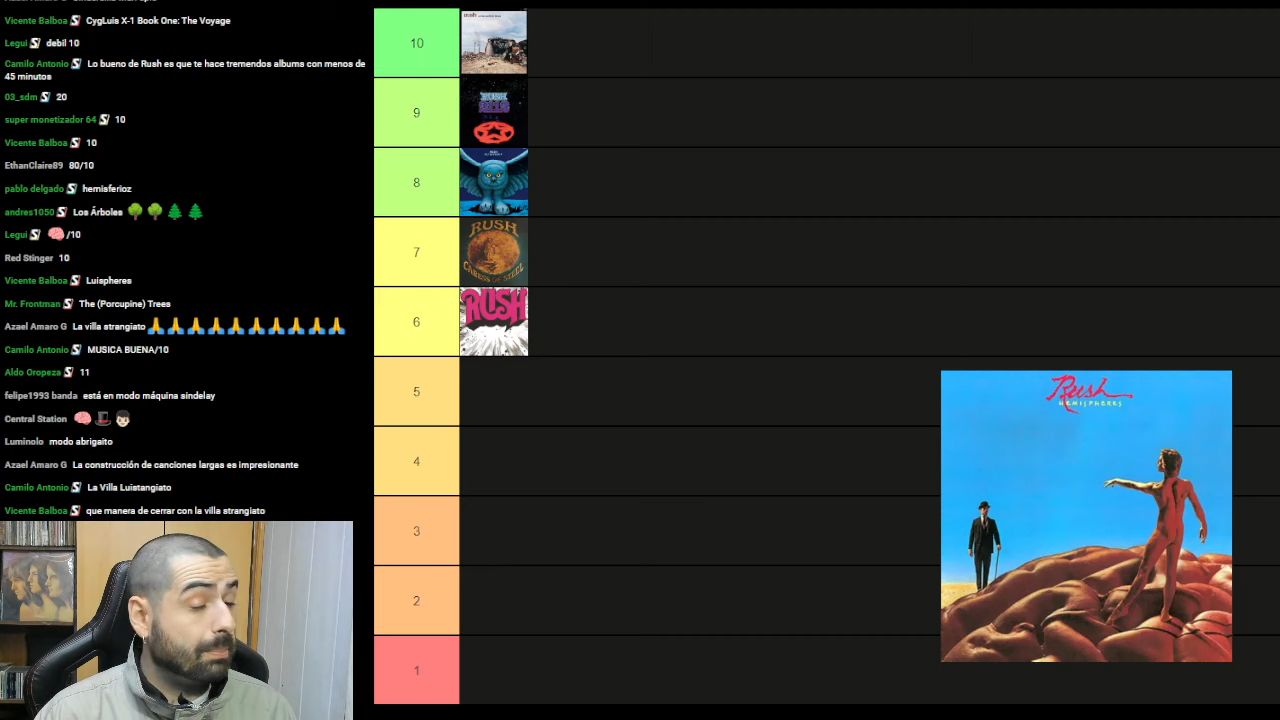 Vicente Balboa CygLuis X-1 Book One: The Voyage
Legui debil 10
Camilo Antonio Lo bueno de Rush es que te hace tremendos albums con menos de
45 minutos
03_sdm 20
super monetizador 64 10
Vicente Balboa 10
EthanClaire89 80/10
pablo delgado hemisferioz
andres1050 Los Árboles 🌳🌳🌲🌲
Legui 🧠/10
Red Stinger 10
Vicente Balboa Luispheres
Mr. Frontman The (Porcupine) Trees
Azael Amaro G La villa strangiato 🙏🙏🙏🙏🙏🙏🙏🙏🙏🙏
Camilo Antonio MUSICA BUENA/10
Aldo Oropeza 11
felipe1993 banda está en modo máquina sindelay
Central Station 🧠🎩👦🏻
Luminolo modo abrigaito
Azael Amaro G La construcción de canciones largas es impresionante
Camilo Antonio La Villa Luistangiato
Vicente Balboa que manera de cerrar con la villa strangiato
10
9
8
7
6
5
4
3
2
1
RUSH
2112
RUSH
CARESS OF STEEL
RUSH
Rush
HEMISPHERES